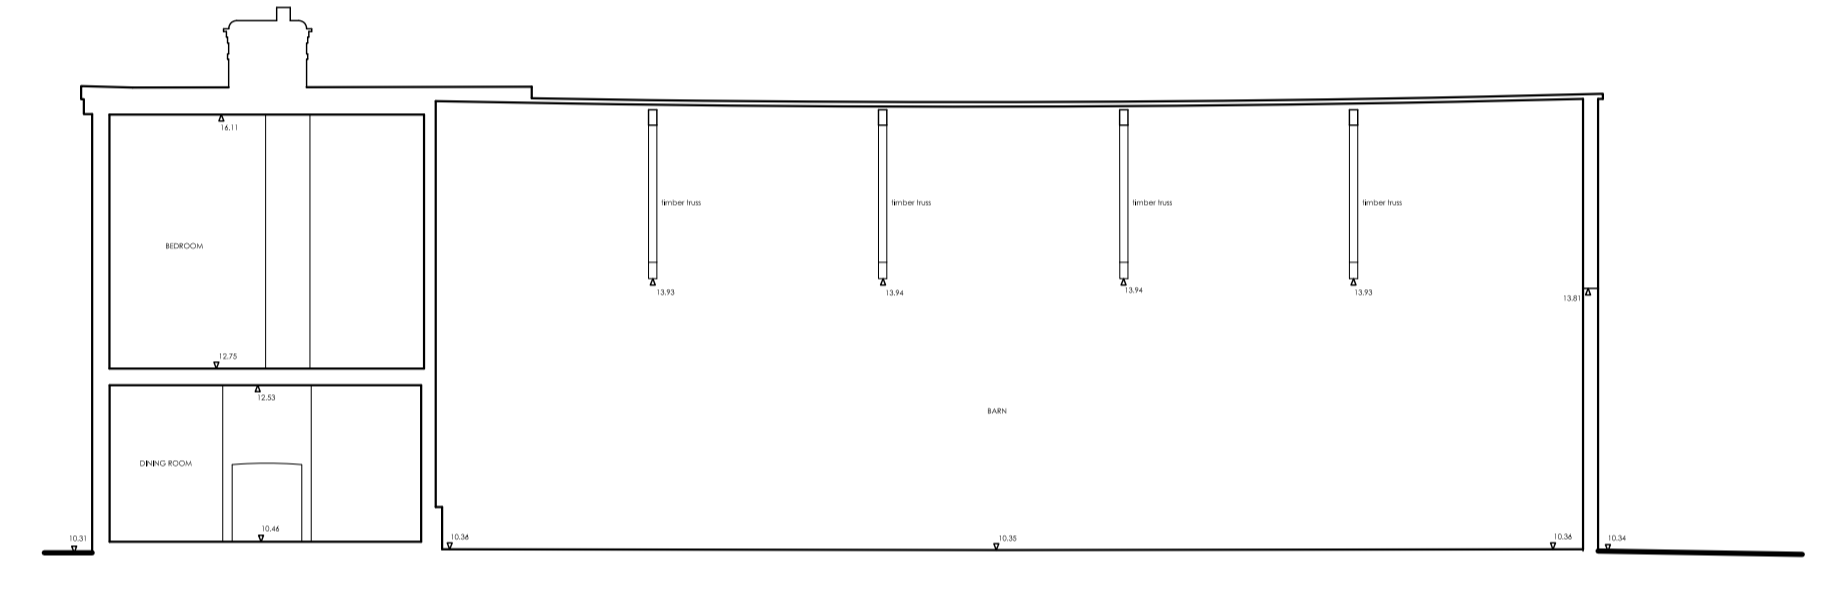 16.11
timber truss
timber truss
timber truss
timber truss
BEDROOM
13.93
13.94
13.94
13.93
13.81
12.75
12.53
BARN
DINING ROOM
10.46
10.31
10.36
10.35
10.36
10.34